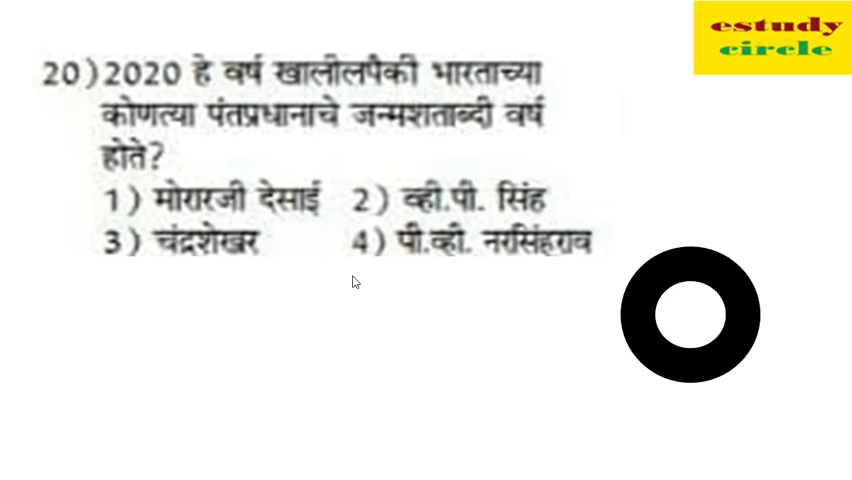 estudy
circle
20)2020 हे वर्ष खालीलपैकी भारताच्या
कोणत्या पंतप्रधानाचे जन्मशताब्दी वर्ष
होते?
1) मोरारजी देसाई 2) व्ही.पी. सिंह
3) चंद्रशेखर 4) पी.व्ही. नरसिंहराव